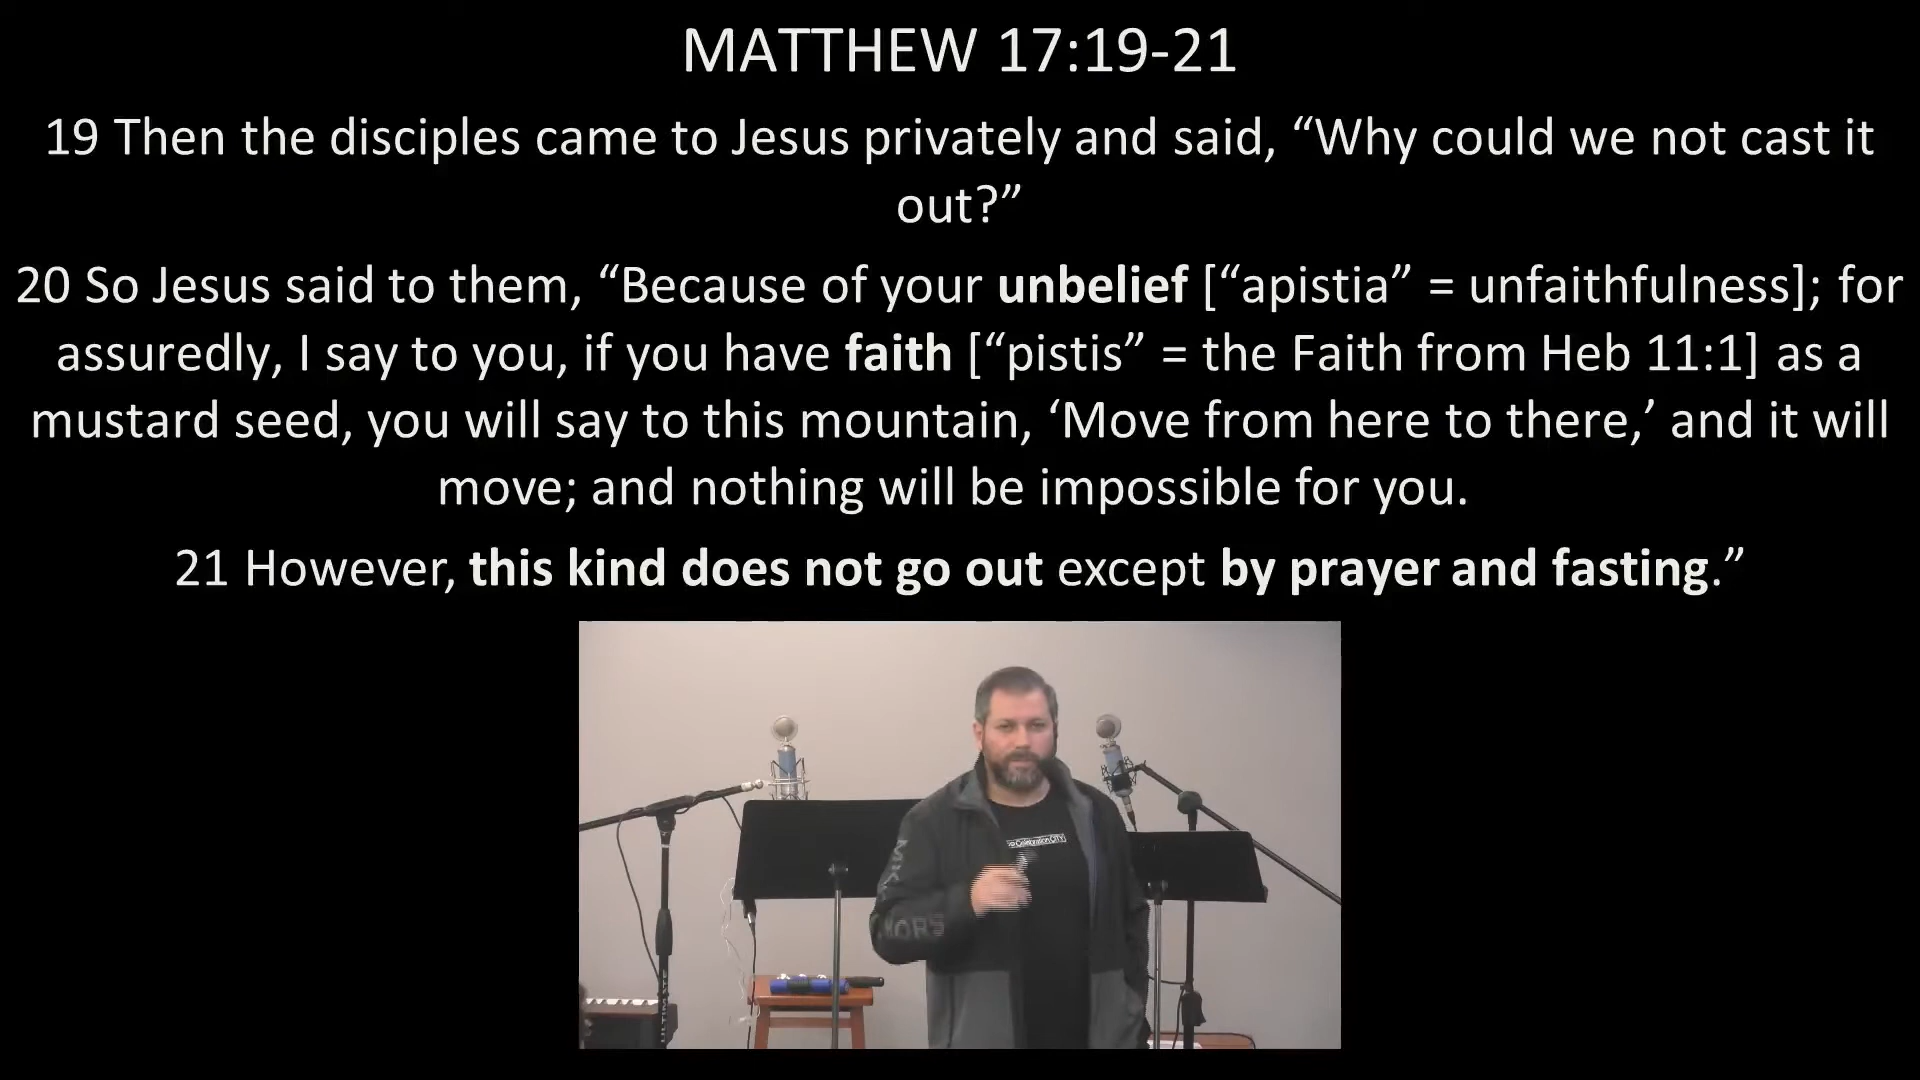 MATTHEW 17:19-21
19 Then the disciples came to Jesus privately and said, “Why could we not cast it
out?”
20 So Jesus said to them, “Because of your unbelief [“apistia” = unfaithfulness]; for
assuredly, I say to you, if you have faith [“pistis” = the Faith from Heb 11:1] as a
mustard seed, you will say to this mountain, ‘Move from here to there,’ and it will
move; and nothing will be impossible for you.
21 However, this kind does not go out except by prayer and fasting.”
CelebrationCITY
ULTIMATE